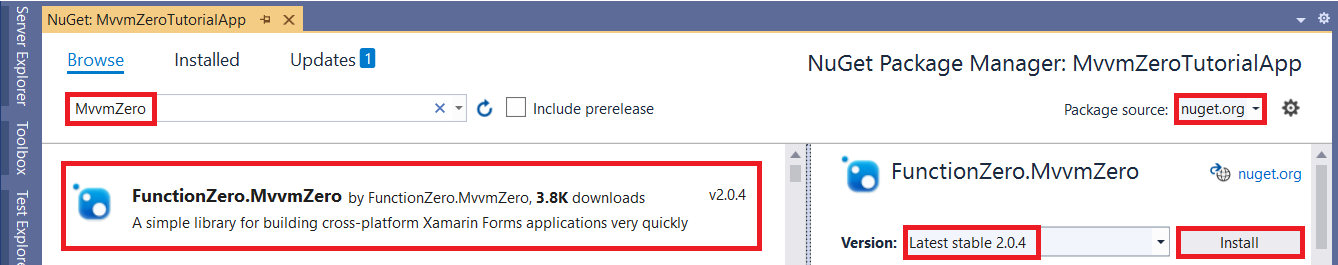 NuGet: MvvmZeroTutorialApp
Server Explorer
Toolbox
Test Explore
Browse Installed Updates 1
NuGet Package Manager: MvvmZeroTutorialApp
MvvmZero
Include prerelease
Package source: nuget.org
FunctionZero.MvvmZero by FunctionZero.MvvmZero, 3.8K downloads v2.0.4
A simple library for building cross-platform Xamarin Forms applications very quickly
FunctionZero.MvvmZero
nuget.org
Version: Latest stable 2.0.4
Install